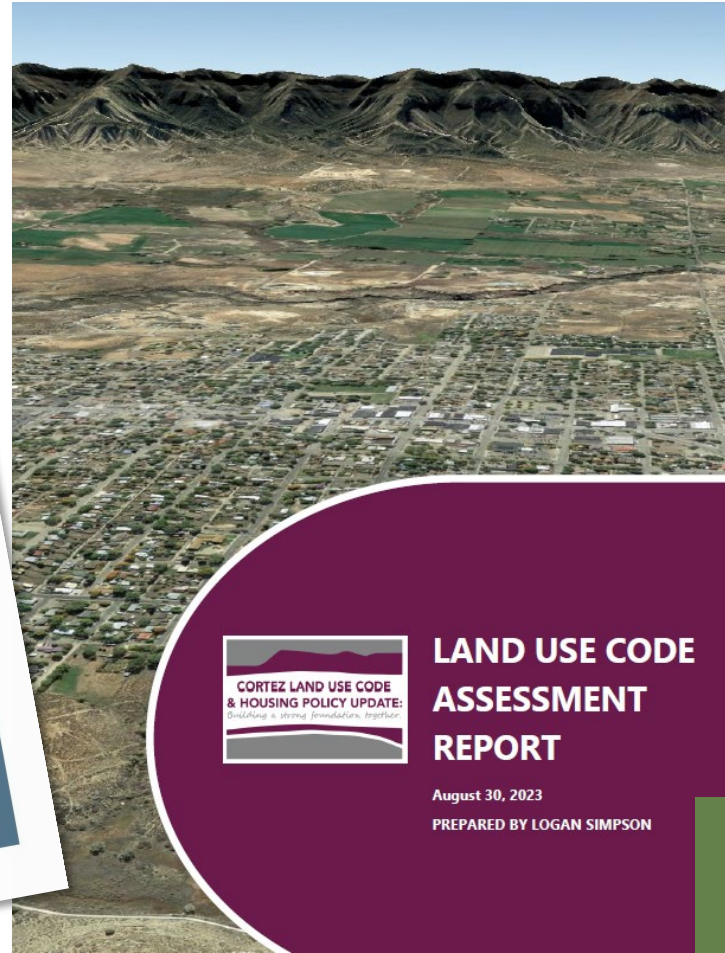 CORTEZ LAND USE CODE
& HOUSING POLICY UPDATE:
Building a strong foundation, together.
LAND USE CODE
ASSESSMENT
REPORT
August 30, 2023
PREPARED BY LOGAN SIMPSON